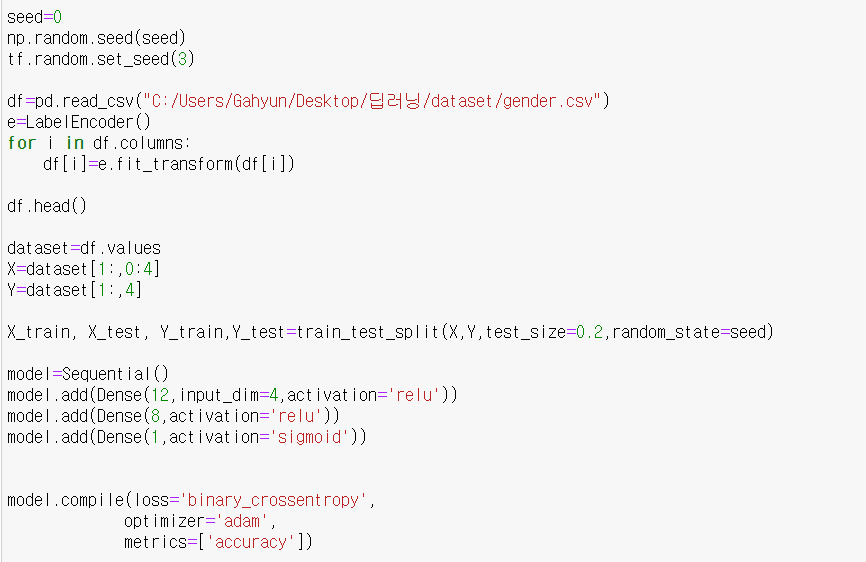 seed=0
np.random.seed(seed)
tf.random.set_seed(3)
df=pd.read_csv("C:/Users/Gahyun/Desktop/딥러닝/dataset/gender.csv")
e=LabelEncoder()
for i in df.columns:
    df[i]=e.fit_transform(df[i])
df.head()
dataset=df.values
X=dataset[1:,0:4]
Y=dataset[1:,4]
X_train, X_test, Y_train,Y_test=train_test_split(X,Y,test_size=0.2,random_state=seed)
model=Sequential()
model.add(Dense(12,input_dim=4,activation='relu'))
model.add(Dense(8,activation='relu'))
model.add(Dense(1,activation='sigmoid'))
model.compile(loss='binary_crossentropy',
              optimizer='adam',
              metrics=['accuracy'])